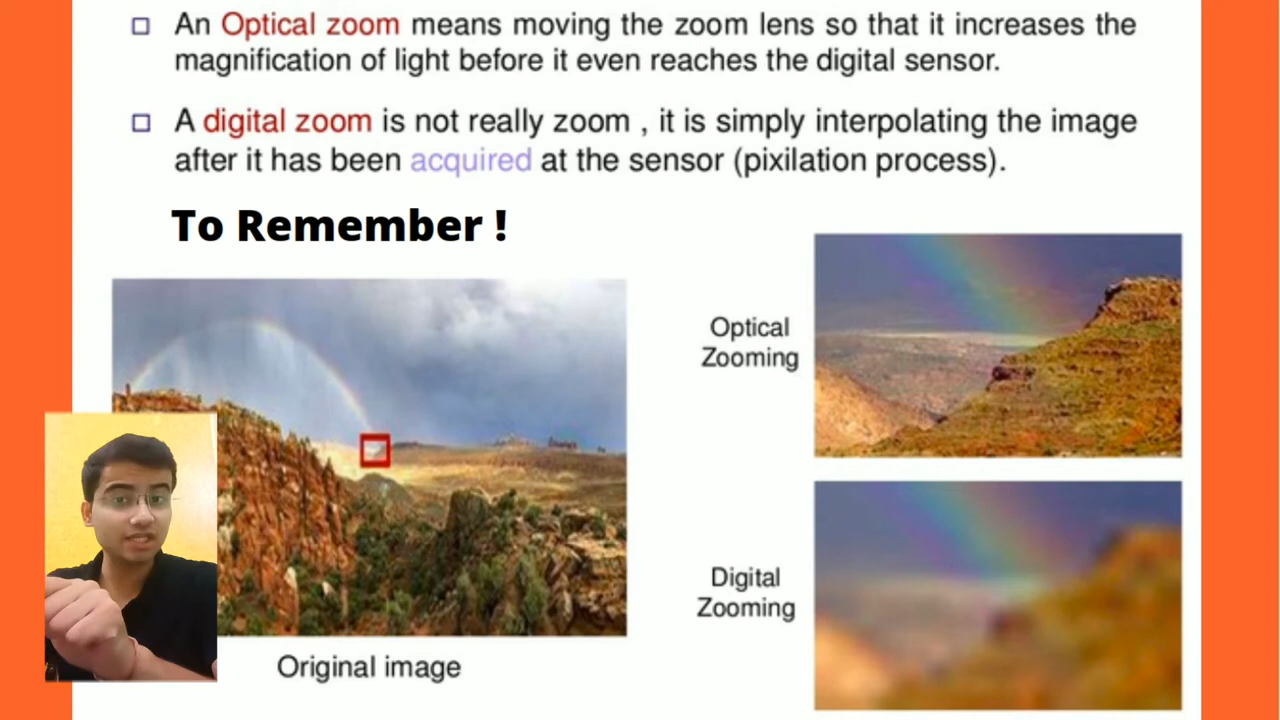 An Optical zoom means moving the zoom lens so that it increases the
magnification of light before it even reaches the digital sensor.
A digital zoom is not really zoom , it is simply interpolating the image
after it has been acquired at the sensor (pixilation process).
To Remember !
Optical
Zooming
Digital
Zooming
Original image